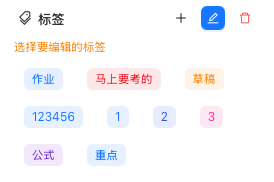 标签
选择要编辑的标签
作业 马上要考的 草稿
123456 1 2 3
公式 重点